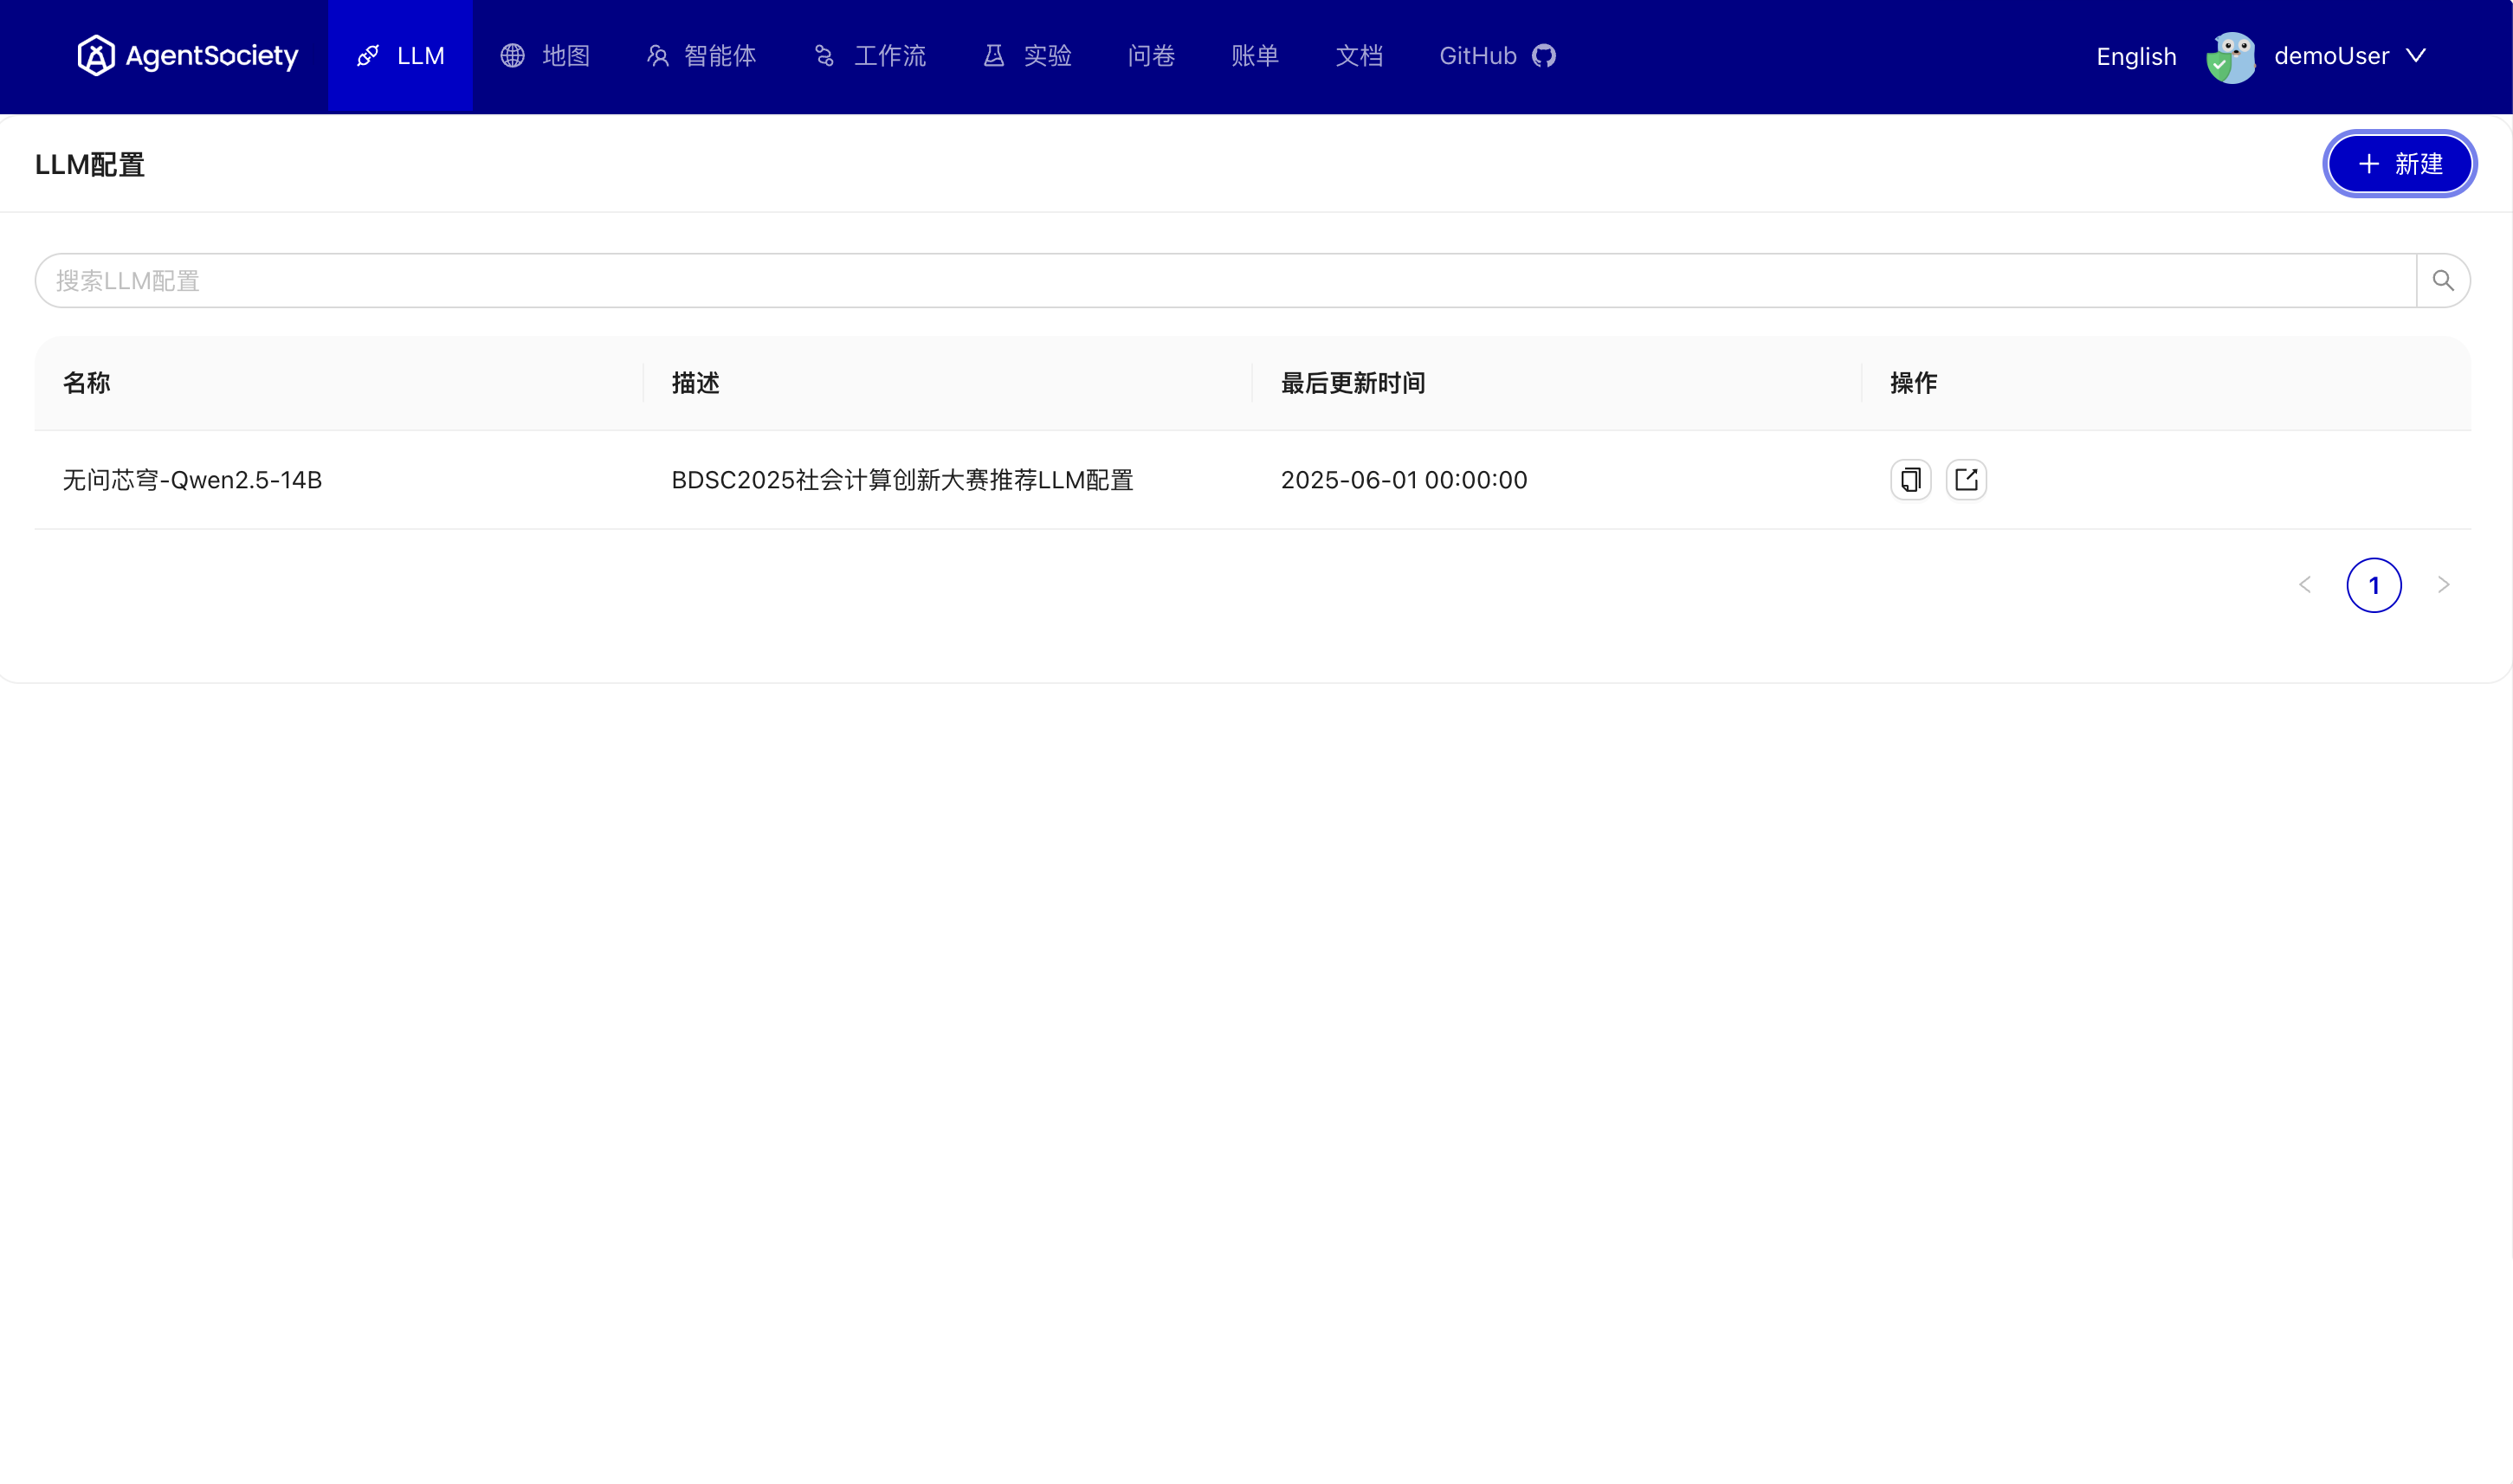 AgentSociety LLM 地图 智能体 工作流 实验 问卷 账单 文档 GitHub English demoUser
LLM配置 新建
搜索LLM配置
名称 描述 最后更新时间 操作
无问芯穹-Qwen2.5-14B BDSC2025社会计算创新大赛推荐LLM配置 2025-06-01 00:00:00
1